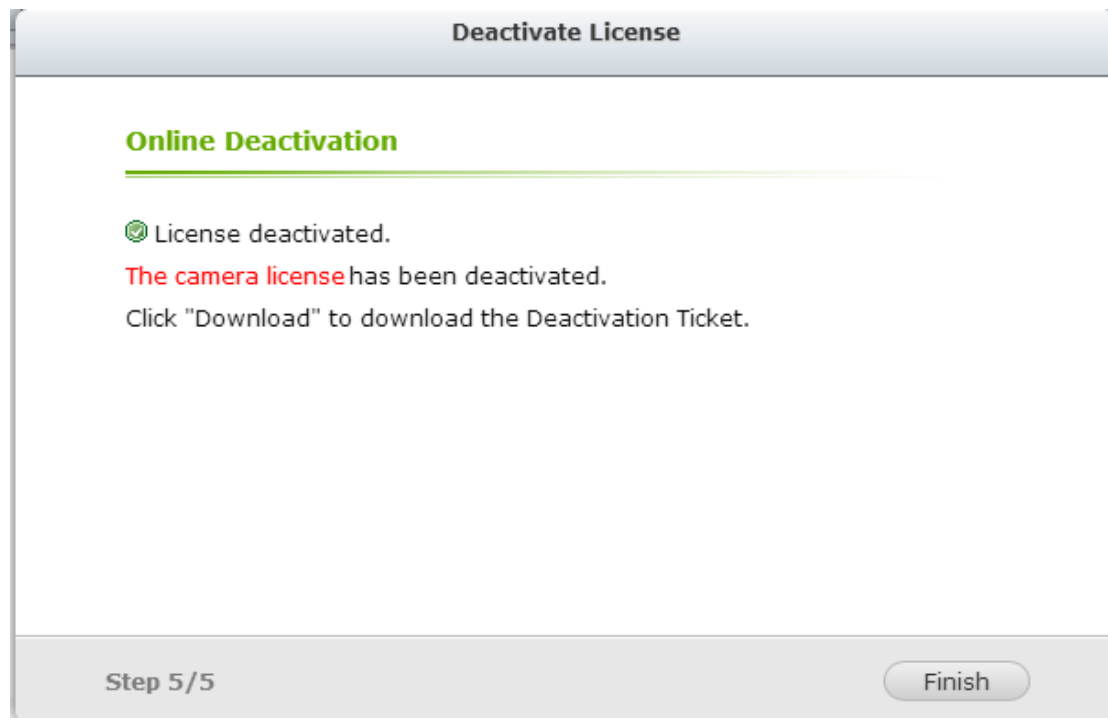 Deactivate License
Online Deactivation
License deactivated.
The camera license has been deactivated.
Click "Download" to download the Deactivation Ticket.
Step 5/5
Finish